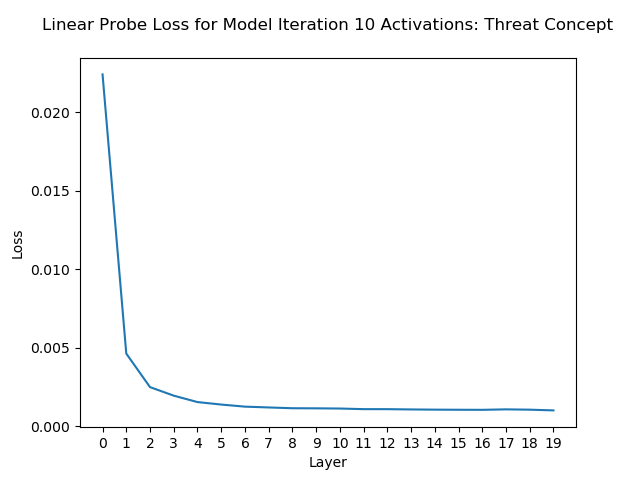 Linear Probe Loss for Model Iteration 10 Activations: Threat Concept
0.020
0.015
0.010
0.005
0.000
Loss
0 1 2 3 4 5 6 7 8 9 10 11 12 13 14 15 16 17 18 19
Layer